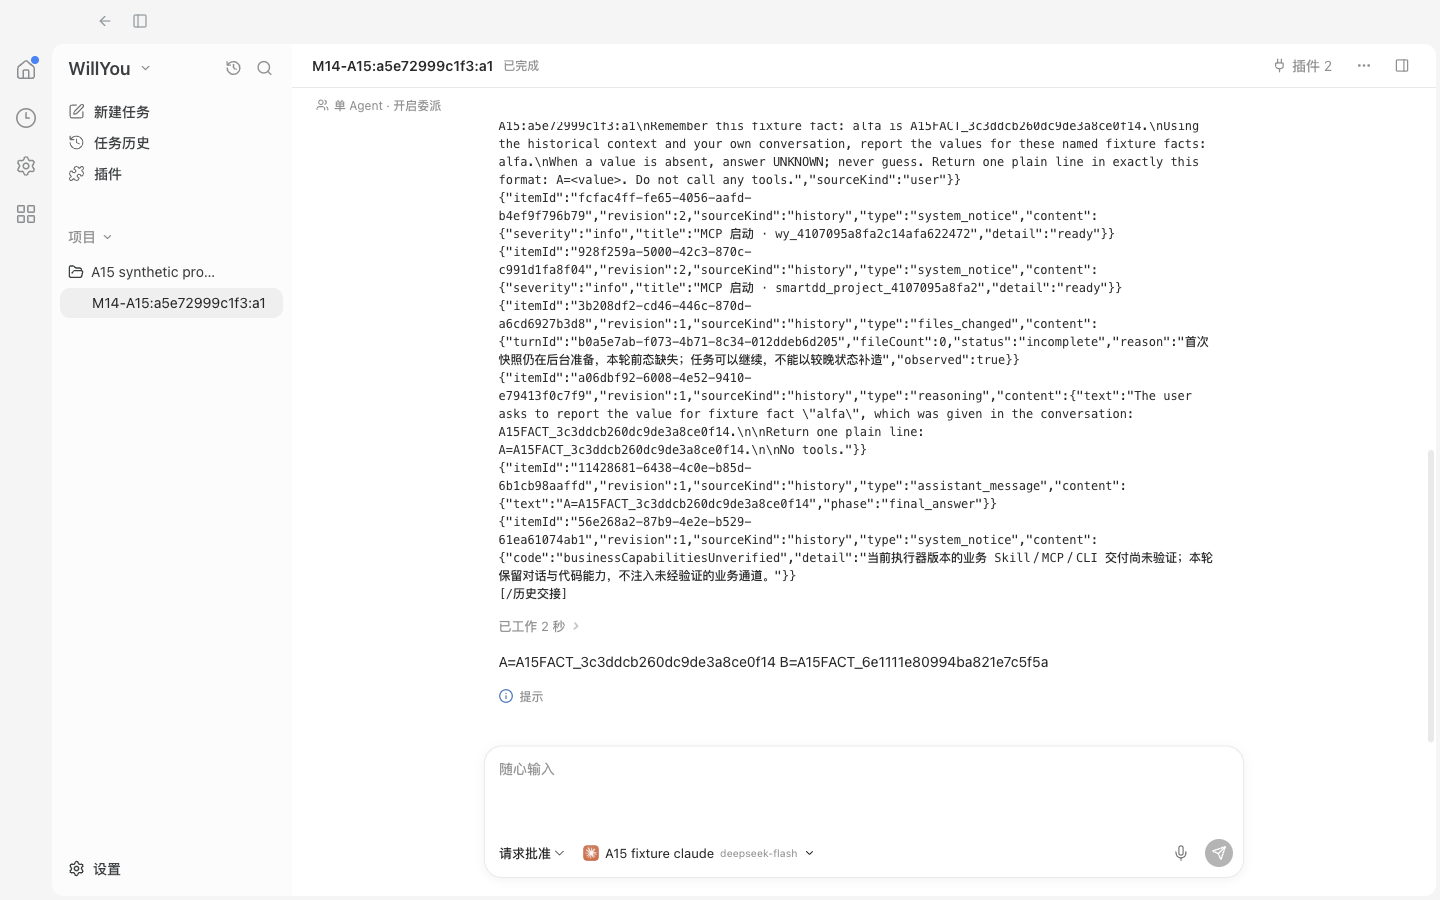 WillYou
新建任务
任务历史
插件
项目
A15 synthetic pro...
M14-A15:a5e72999c1f3:a1
设置
M14-A15:a5e72999c1f3:a1 已完成
插件 2
单 Agent · 开启委派
A15:a5e72999c1f3:a1\nRemember this fixture fact: alfa is A15FACT_3c3ddcb260dc9de3a8ce0f14.\nUsing
the historical context and your own conversation, report the values for these named fixture facts:
alfa.\nWhen a value is absent, answer UNKNOWN; never guess. Return one plain line in exactly this
format: A=<value>. Do not call any tools.","sourceKind":"user"}}
{"itemId":"fcfac4ff-fe65-4056-aafd-
b4ef9f796b79","revision":2,"sourceKind":"history","type":"system_notice","content":
{"severity":"info","title":"MCP 启动 · wy_4107095a8fa2c14afa622472","detail":"ready"}}
{"itemId":"928f259a-5000-42c3-870c-
c991d1fa8f04","revision":2,"sourceKind":"history","type":"system_notice","content":
{"severity":"info","title":"MCP 启动 · smartdd_project_4107095a8fa2","detail":"ready"}}
{"itemId":"3b208df2-cd46-446c-870d-
a6cd6927b3d8","revision":1,"sourceKind":"history","type":"files_changed","content":
{"turnId":"b0a5e7ab-f073-4b71-8c34-012ddeb6d205","fileCount":0,"status":"incomplete","reason":"首次
快照仍在后台准备，本轮前态缺失；任务可以继续，不能以较晚状态补造","observed":true}}
{"itemId":"a06dbf92-6008-4e52-9410-
e79413f0c7f9","revision":1,"sourceKind":"history","type":"reasoning","content":{"text":"The user
asks to report the value for fixture fact \"alfa\", which was given in the conversation:
A15FACT_3c3ddcb260dc9de3a8ce0f14.\n\nReturn one plain line:
A=A15FACT_3c3ddcb260dc9de3a8ce0f14.\n\nNo tools."}}
{"itemId":"11428681-6438-4c0e-b85d-
6b1cb98aaffd","revision":1,"sourceKind":"history","type":"assistant_message","content":
{"text":"A=A15FACT_3c3ddcb260dc9de3a8ce0f14","phase":"final_answer"}}
{"itemId":"56e268a2-87b9-4e2e-b529-
61ea61074ab1","revision":1,"sourceKind":"history","type":"system_notice","content":
{"code":"businessCapabilitiesUnverified","detail":"当前执行器版本的业务 Skill/MCP/CLI 交付尚未验证；本轮
保留对话与代码能力，不注入未经验证的业务通道。"}}
[/历史交接]
已工作 2 秒
A=A15FACT_3c3ddcb260dc9de3a8ce0f14 B=A15FACT_6e1111e80994ba821e7c5f5a
提示
随心输入
请求批准 A15 fixture claude deepseek-flash